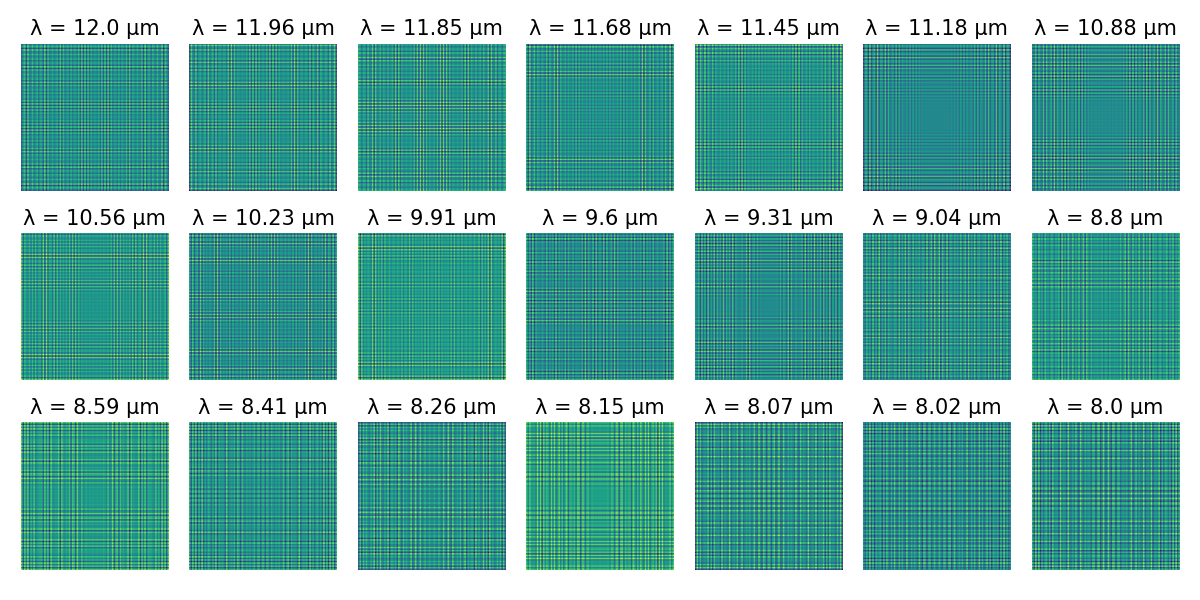 λ = 12.0 μm λ = 11.96 μm λ = 11.85 μm λ = 11.68 μm λ = 11.45 μm λ = 11.18 μm λ = 10.88 μm
λ = 10.56 μm λ = 10.23 μm λ = 9.91 μm λ = 9.6 μm λ = 9.31 μm λ = 9.04 μm λ = 8.8 μm
λ = 8.59 μm λ = 8.41 μm λ = 8.26 μm λ = 8.15 μm λ = 8.07 μm λ = 8.02 μm λ = 8.0 μm